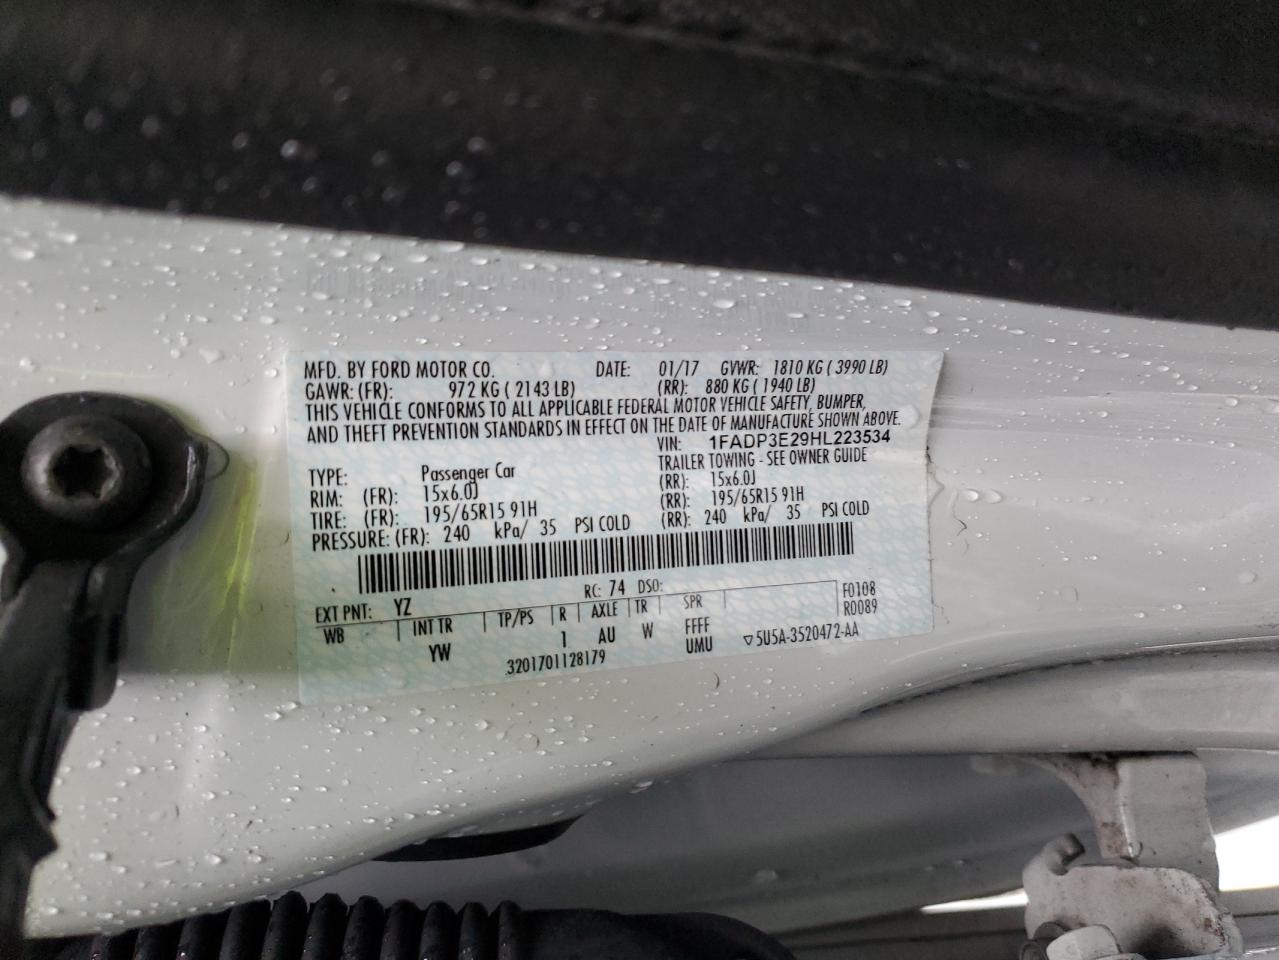 MFD. BY FORD MOTOR CO. DATE: 01/17 GVWR: 1810 KG ( 3990 LB)
GAWR: (FR): 972 KG ( 2143 LB) (RR): 880 KG ( 1940 LB)
THIS VEHICLE CONFORMS TO ALL APPLICABLE FEDERAL MOTOR VEHICLE SAFETY, BUMPER,
AND THEFT PREVENTION STANDARDS IN EFFECT ON THE DATE OF MANUFACTURE SHOWN ABOVE.
VIN: 1FADP3E29HL223534
TYPE: Passenger Car TRAILER TOWING - SEE OWNER GUIDE
RIM: (FR): 15x6.0J (RR): 15x6.0J
TIRE: (FR): 195/65R15 91H (RR): 195/65R15 91H
PRESSURE: (FR): 240 kPa/ 35 PSI COLD (RR): 240 kPa/ 35 PSI COLD
EXT PNT: YZ RC: 74 DSO: F0108
WB INT TR TP/PS R AXLE TR SPR R0089
YW 1 AU W FFFF
UMU
3201701128179 ▽5U5A-3520472-AA